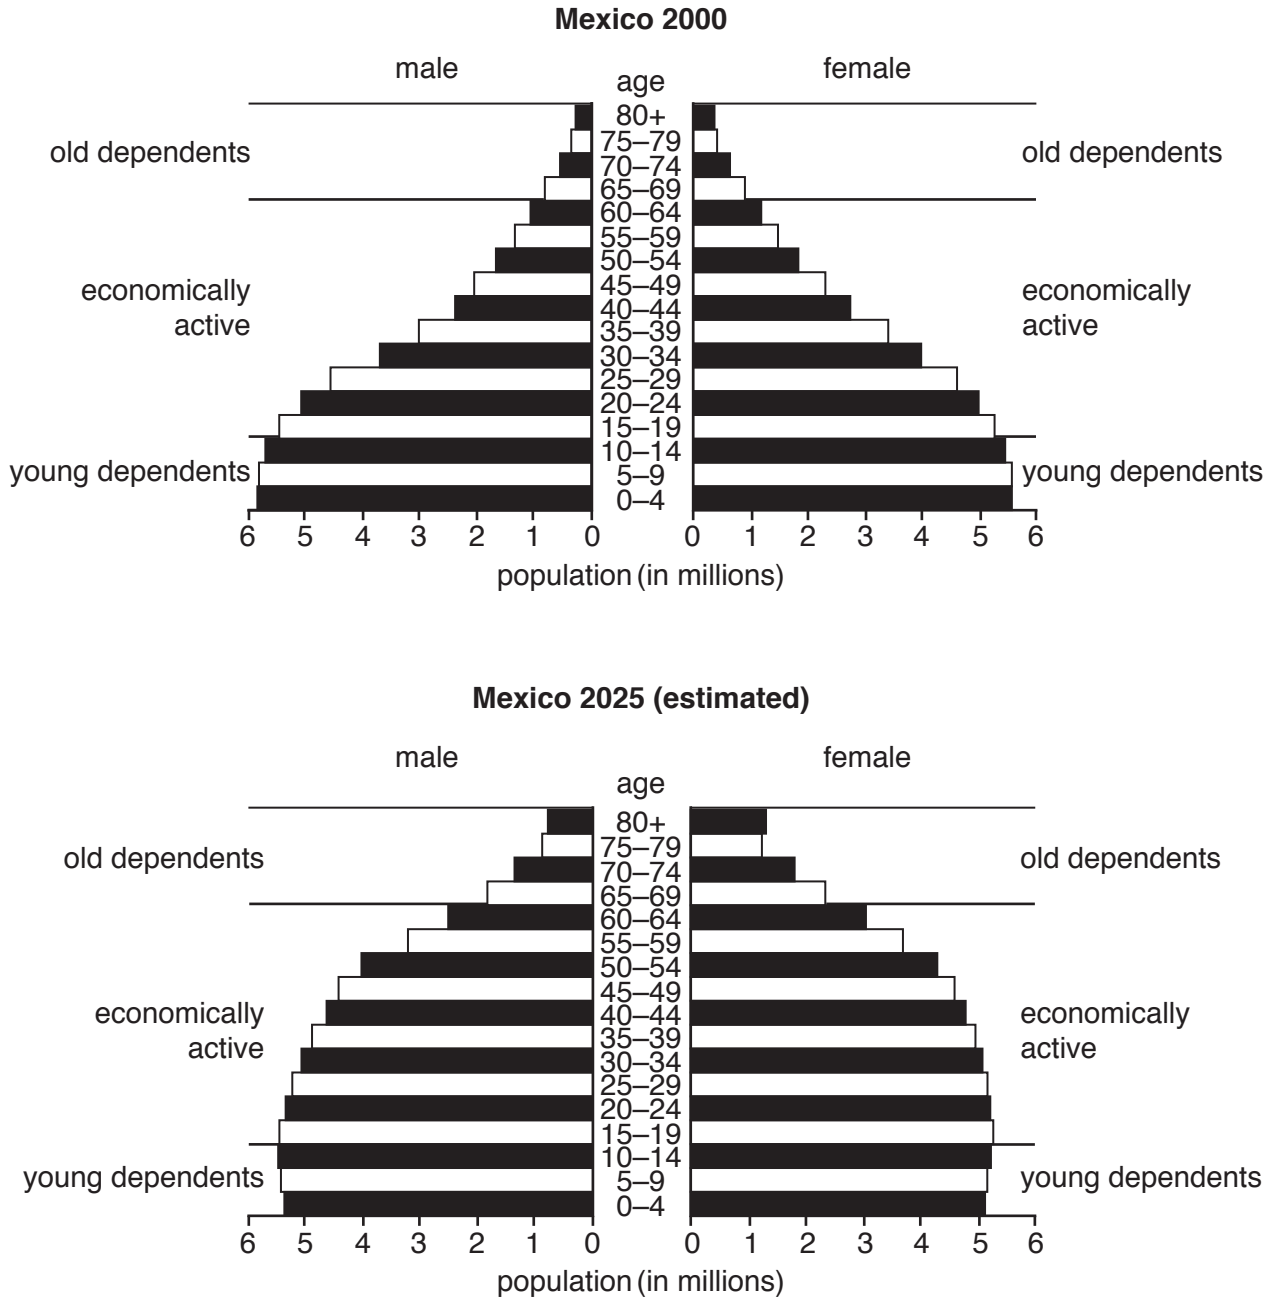 Mexico 2000
male
age
female
old dependents
80+
75–79
70–74
65–69
old dependents
economically
active
60–64
55–59
50–54
45–49
40–44
35–39
30–34
25–29
20–24
15–19
economically
active
young dependents
10–14
5–9
0–4
young dependents
6 5 4 3 2 1 0 0 1 2 3 4 5 6
population (in millions)
Mexico 2025 (estimated)
male
age
female
old dependents
80+
75–79
70–74
65–69
old dependents
economically
active
60–64
55–59
50–54
45–49
40–44
35–39
30–34
25–29
20–24
15–19
economically
active
young dependents
10–14
5–9
0–4
young dependents
6 5 4 3 2 1 0 0 1 2 3 4 5 6
population (in millions)